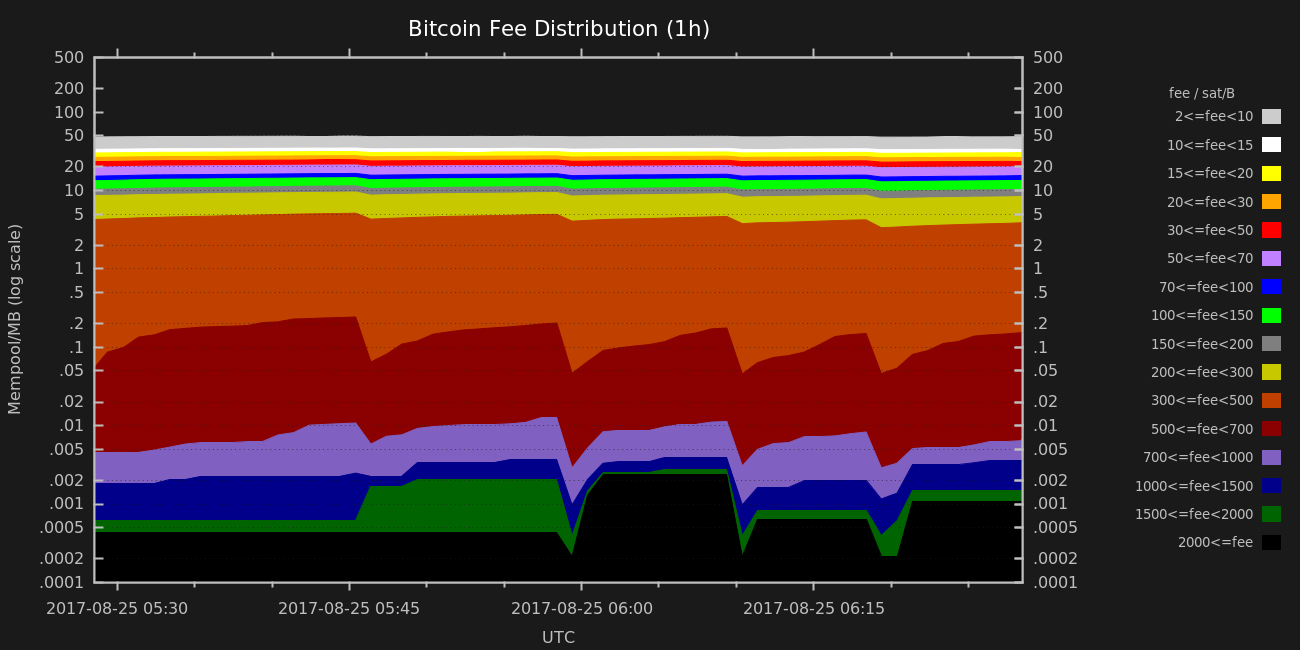 Bitcoin Fee Distribution (1h)
500 500
200 200
100 100
50 50
20 20
10 10
5 5
2 2
1 1
.5 .5
.2 .2
.1 .1
.05 .05
.02 .02
.01 .01
.005 .005
.002 .002
.001 .001
.0005 .0005
.0002 .0002
.0001 .0001
Mempool/MB (log scale)
2017-08-25 05:30 2017-08-25 05:45 2017-08-25 06:00 2017-08-25 06:15
UTC
fee / sat/B
2<=fee<10
10<=fee<15
15<=fee<20
20<=fee<30
30<=fee<50
50<=fee<70
70<=fee<100
100<=fee<150
150<=fee<200
200<=fee<300
300<=fee<500
500<=fee<700
700<=fee<1000
1000<=fee<1500
1500<=fee<2000
2000<=fee